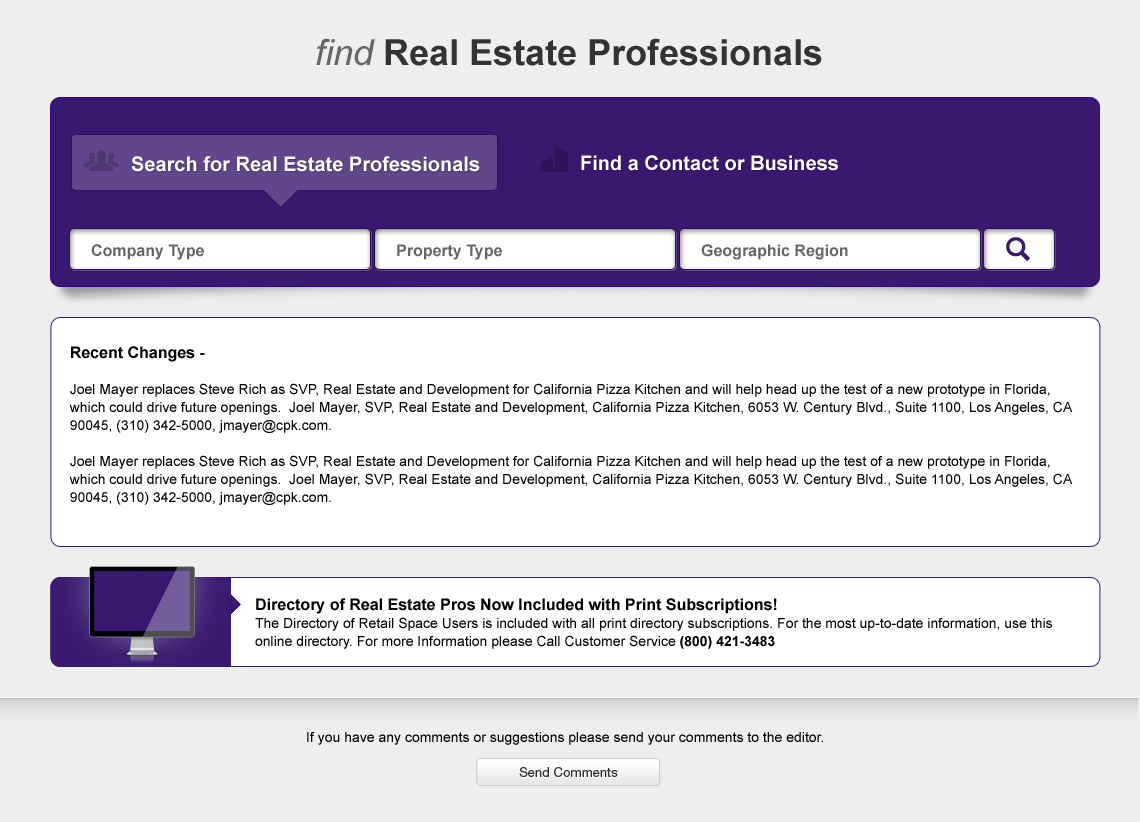 find Real Estate Professionals
Search for Real Estate Professionals
Find a Contact or Business
Company Type
Property Type
Geographic Region
Recent Changes -
Joel Mayer replaces Steve Rich as SVP, Real Estate and Development for California Pizza Kitchen and will help head up the test of a new prototype in Florida,
which could drive future openings.  Joel Mayer, SVP, Real Estate and Development, California Pizza Kitchen, 6053 W. Century Blvd., Suite 1100, Los Angeles, CA
90045, (310) 342-5000, jmayer@cpk.com.
Joel Mayer replaces Steve Rich as SVP, Real Estate and Development for California Pizza Kitchen and will help head up the test of a new prototype in Florida,
which could drive future openings.  Joel Mayer, SVP, Real Estate and Development, California Pizza Kitchen, 6053 W. Century Blvd., Suite 1100, Los Angeles, CA
90045, (310) 342-5000, jmayer@cpk.com.
Directory of Real Estate Pros Now Included with Print Subscriptions!
The Directory of Retail Space Users is included with all print directory subscriptions. For the most up-to-date information, use this
online directory. For more Information please Call Customer Service (800) 421-3483
If you have any comments or suggestions please send your comments to the editor.
Send Comments